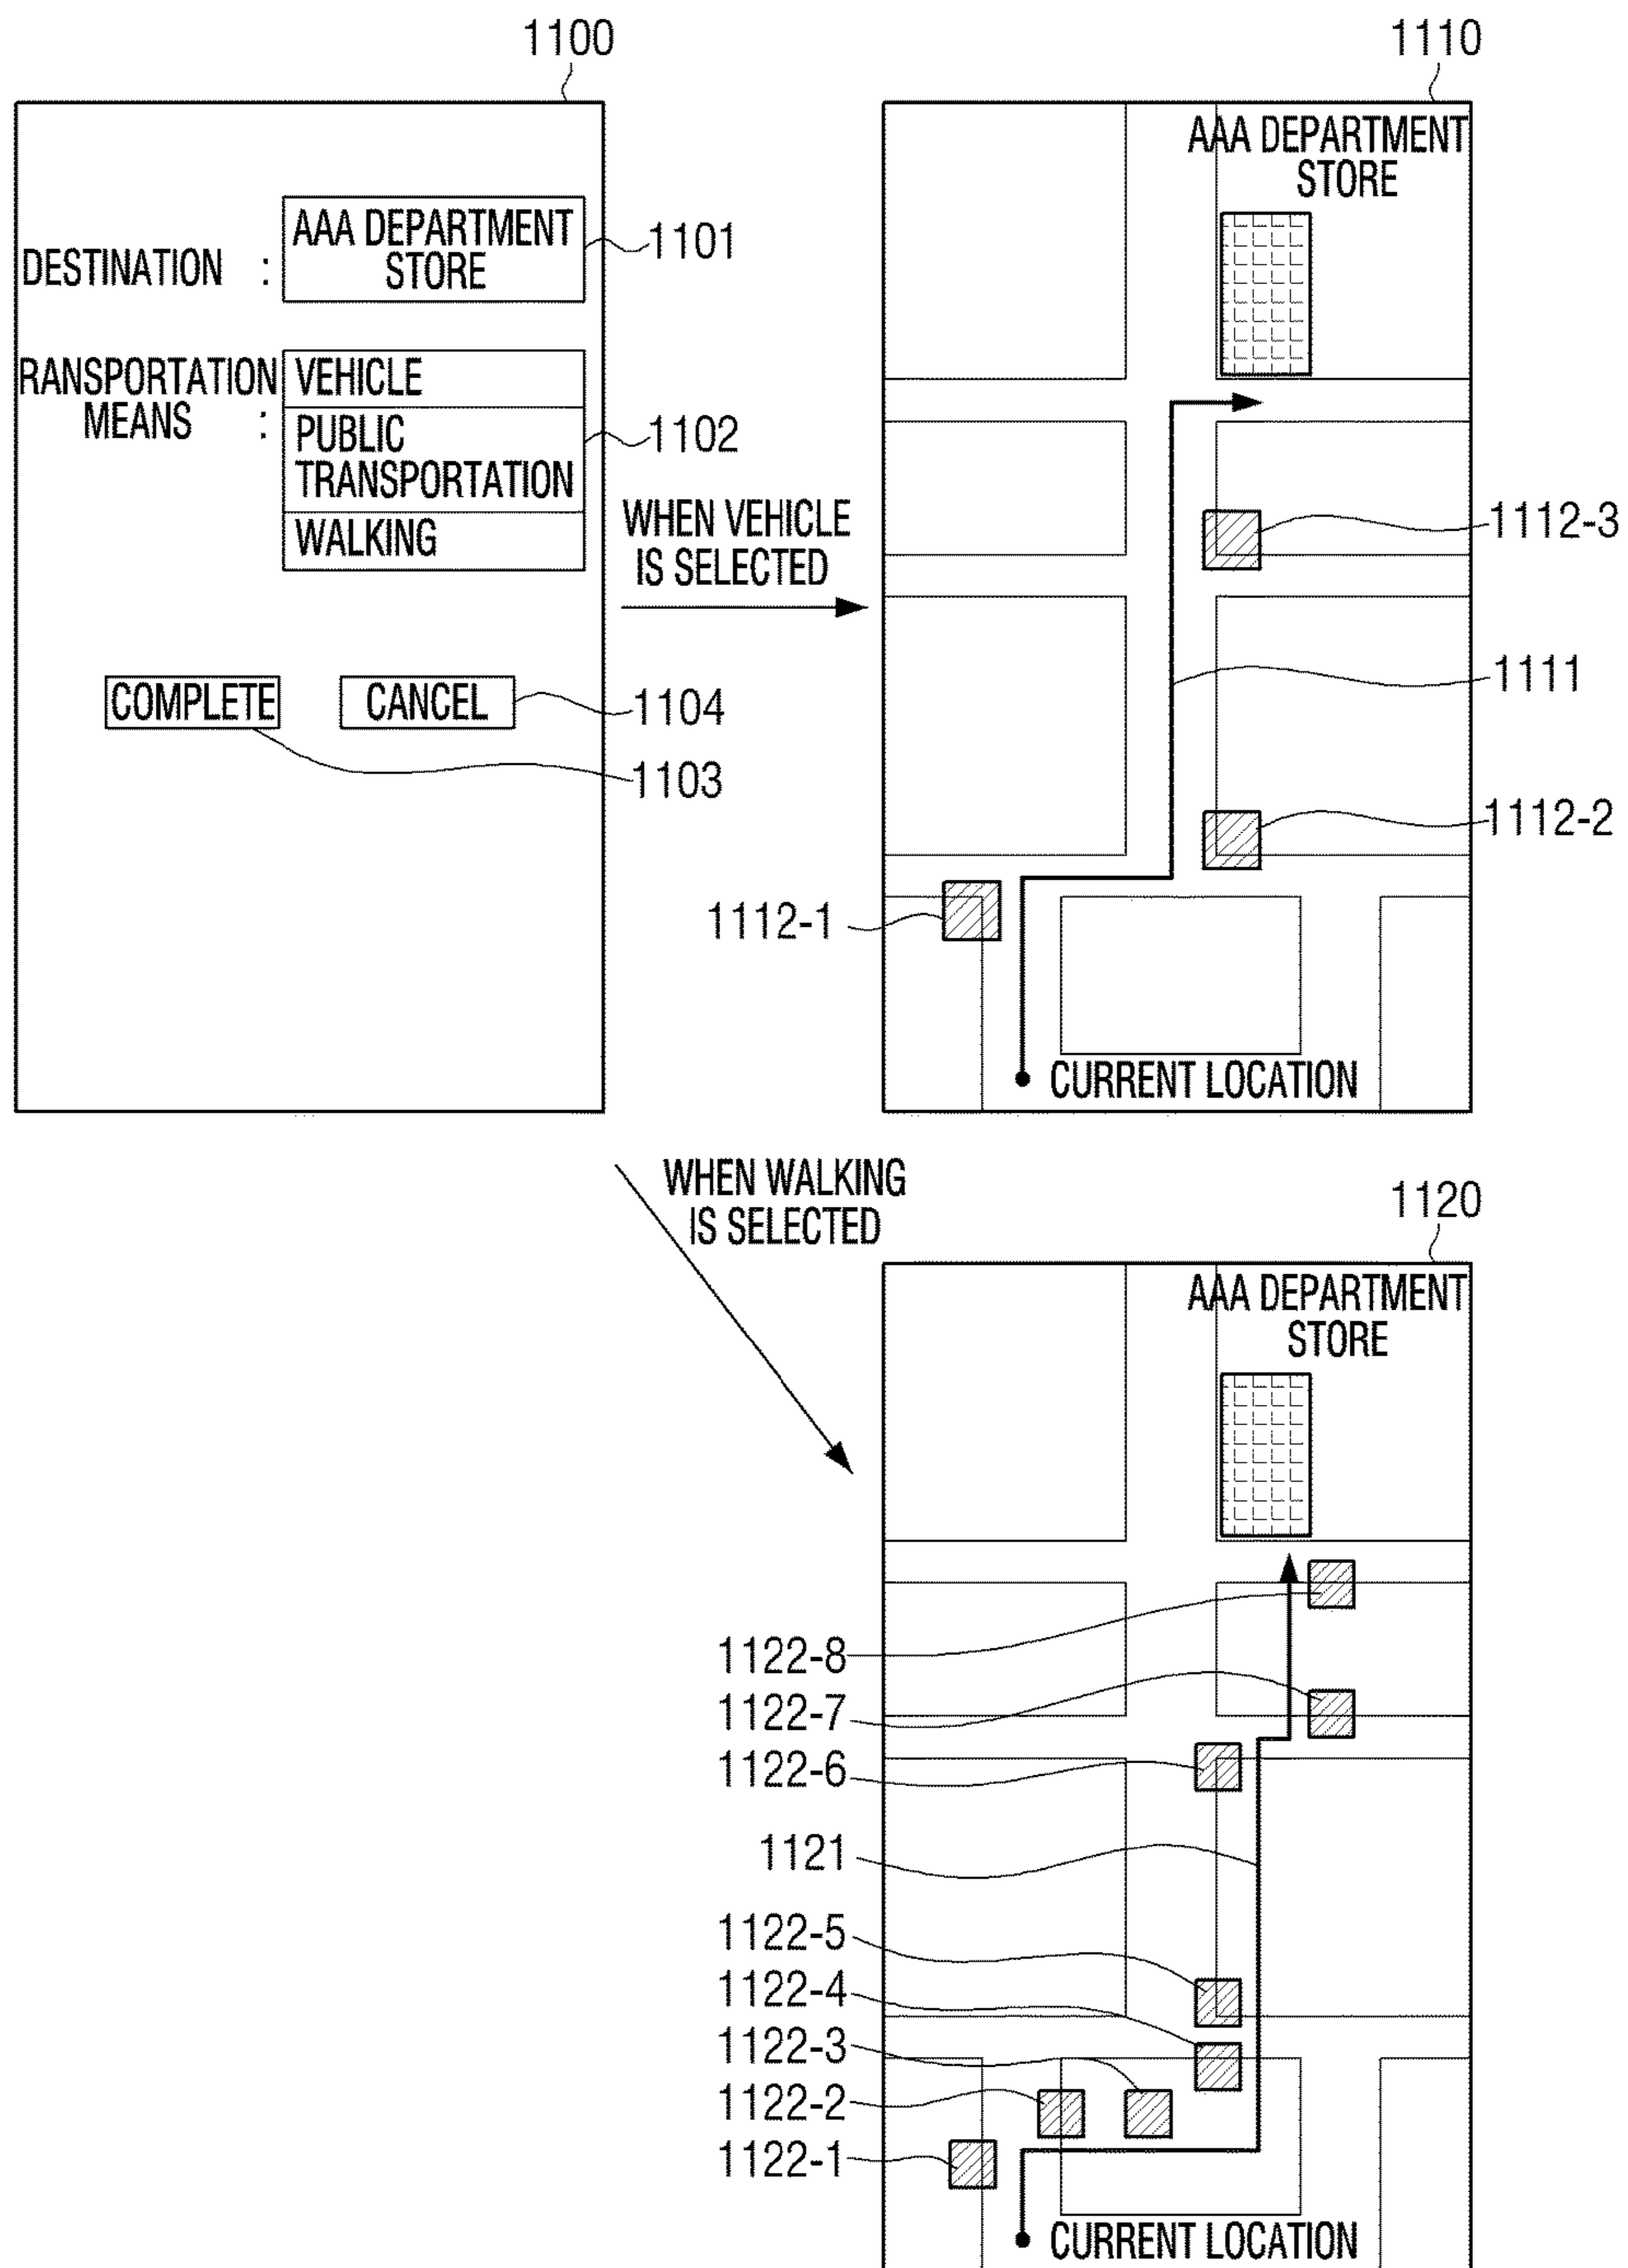 1100
DESTINATION :
AAA DEPARTMENT
STORE
1101
RANSPORTATION
MEANS :
VEHICLE
PUBLIC
TRANSPORTATION
WALKING
1102
COMPLETE
CANCEL
1104
1103
WHEN VEHICLE
IS SELECTED
1110
AAA DEPARTMENT
STORE
1112-3
1111
1112-2
1112-1
CURRENT LOCATION
WHEN WALKING
IS SELECTED
1120
AAA DEPARTMENT
STORE
1122-8
1122-7
1122-6
1121
1122-5
1122-4
1122-3
1122-2
1122-1
CURRENT LOCATION